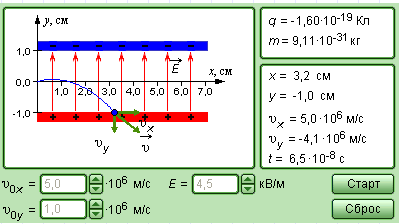 y, см
q = -1,60·10⁻¹⁹ Кл
m = 9,11·10⁻³¹ кг
1,0
E
x, см
0,0
1,0 2,0 3,0 4,0 5,0 6,0 7,0
-1,0
υx
υy
υ
x = 3,2 см
y = -1,0 см
υx = 5,0·10⁶ м/с
υy = -4,1·10⁶ м/с
t = 6,5·10⁻⁸ с
υ0x = 5,0 ·10⁶ м/с E = 4,5 кВ/м Старт
υ0y = 1,0 ·10⁶ м/с Сброс